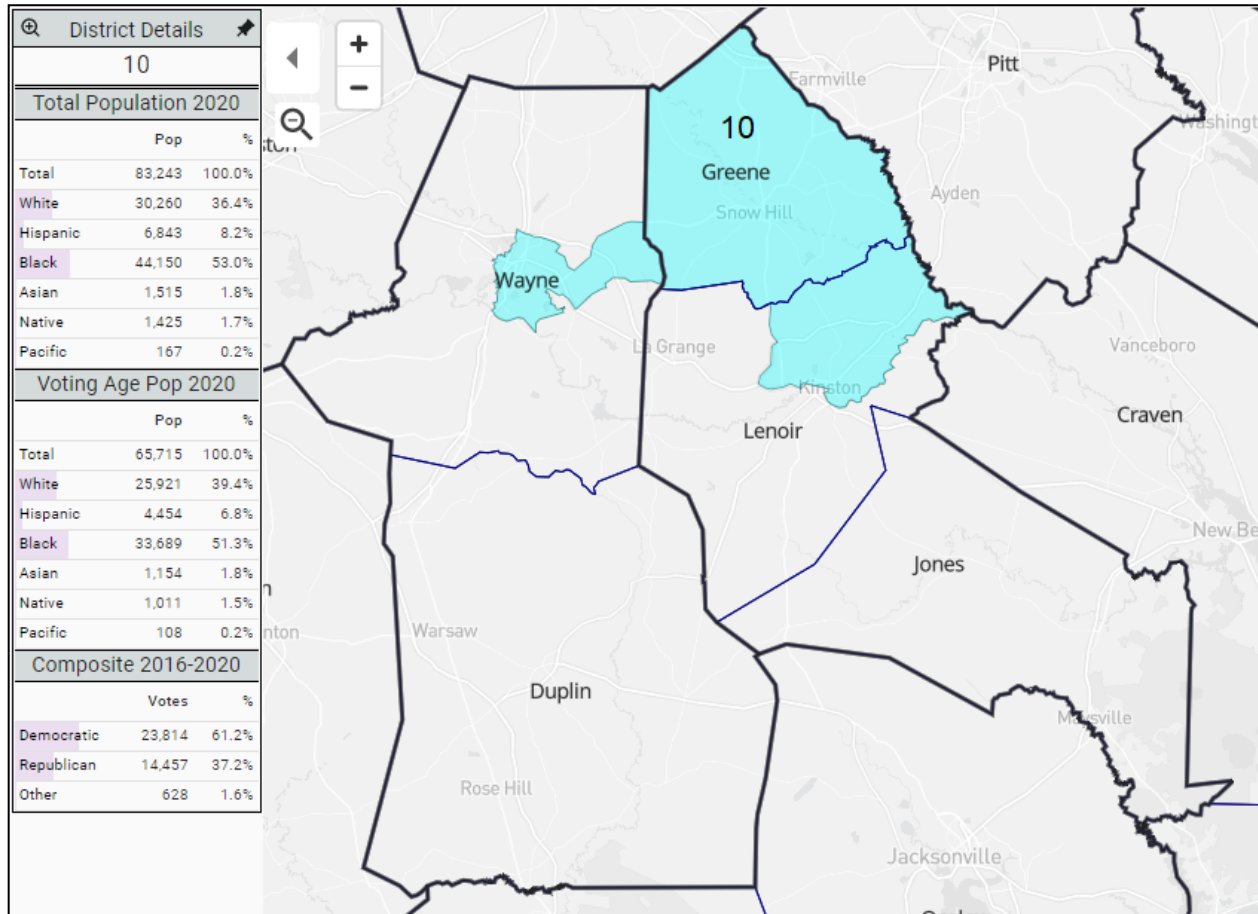 District Details
10
Total Population 2020
Pop %
Total 83,243 100.0%
White 30,260 36.4%
Hispanic 6,843 8.2%
Black 44,150 53.0%
Asian 1,515 1.8%
Native 1,425 1.7%
Pacific 167 0.2%
Voting Age Pop 2020
Pop %
Total 65,715 100.0%
White 25,921 39.4%
Hispanic 4,454 6.8%
Black 33,689 51.3%
Asian 1,154 1.8%
Native 1,011 1.5%
Pacific 108 0.2%
Composite 2016-2020
Votes %
Democratic 23,814 61.2%
Republican 14,457 37.2%
Other 628 1.6%
+
−
Pitt
Farmville
Washingt
10
Greene
Ayden
Snow Hill
Wayne
La Grange
Vanceboro
Kinston
Craven
Lenoir
New Be
Jones
Warsaw
nton
Duplin
Maysville
Rose Hill
Jacksonville